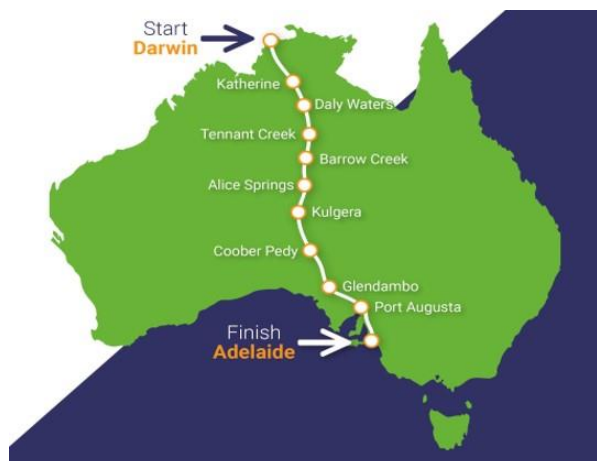 Start
Darwin
Katherine
Daly Waters
Tennant Creek
Barrow Creek
Alice Springs
Kulgera
Coober Pedy
Glendambo
Port Augusta
Finish
Adelaide